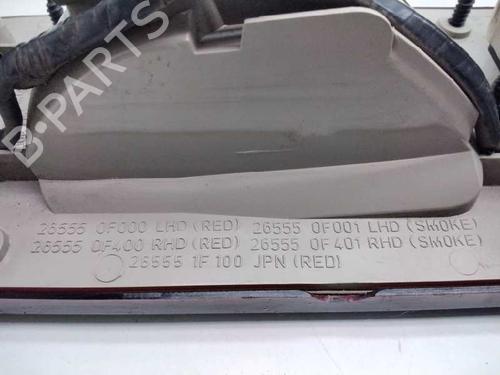 B-PARTS
26555 0F000 LHD (RED) 26555 0F001 LHD (SMOKE)
26555 0F400 RHD (RED) 26555 0F401 RHD (SMOKE)
26555 1F100 JPN (RED)